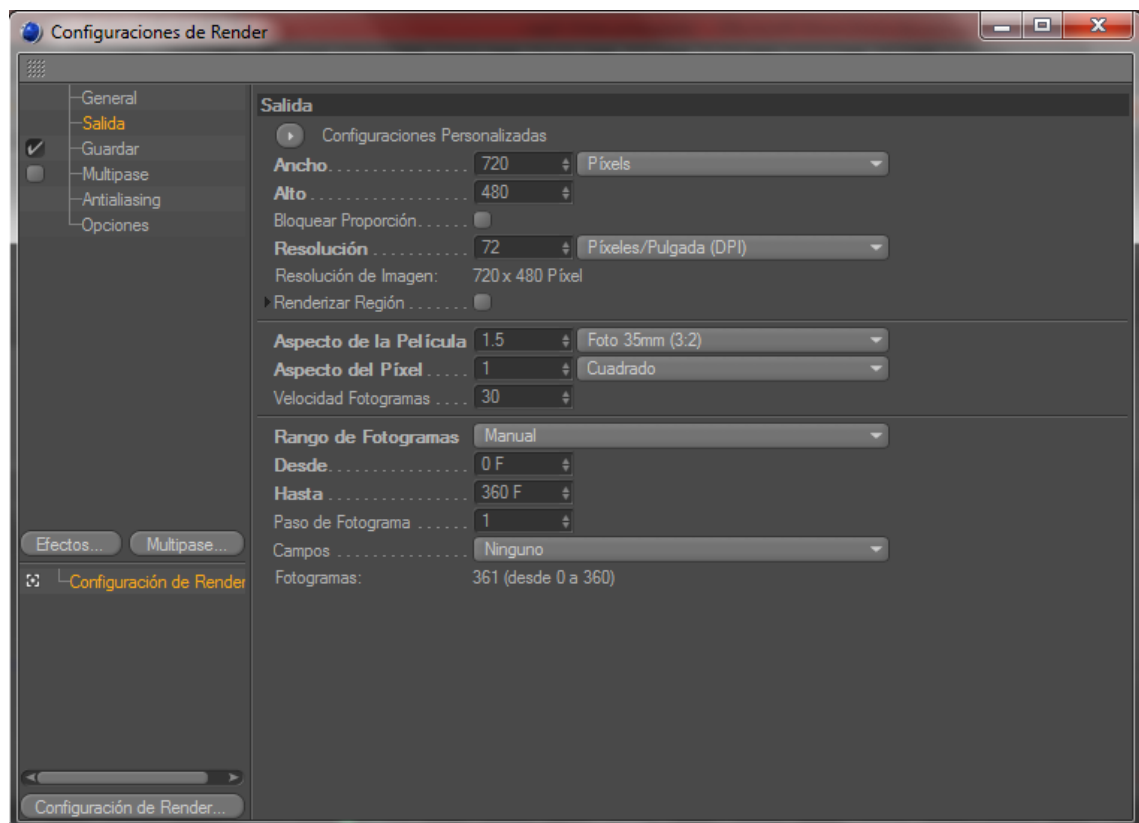 Configuraciones de Render
General
Salida
Guardar
Multipase
Antialiasing
Opciones
Efectos... Multipase...
Configuración de Render
Configuración de Render...
Salida
Configuraciones Personalizadas
Ancho................ 720 Píxels
Alto.................. 480
Bloquear Proporción......
Resolución........... 72 Píxeles/Pulgada (DPI)
Resolución de Imagen: 720 x 480 Píxel
Renderizar Región.......
Aspecto de la Película 1.5 Foto 35mm (3:2)
Aspecto del Píxel..... 1 Cuadrado
Velocidad Fotogramas.... 30
Rango de Fotogramas Manual
Desde................ 0 F
Hasta................ 360 F
Paso de Fotograma...... 1
Campos............... Ninguno
Fotogramas: 361 (desde 0 a 360)